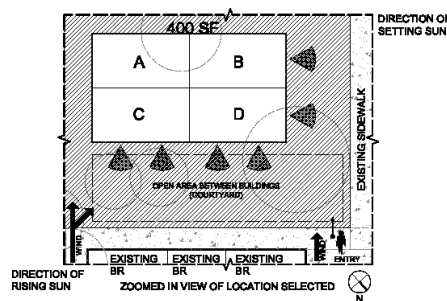 400 SF
DIRECTION OF
SETTING SUN
A
B
C
D
EXISTING SIDEWALK
OPEN AREA BETWEEN BUILDINGS
(COURTYARD)
WIND
WIND
ENTRY
EXISTING
BR
EXISTING
BR
EXISTING
BR
DIRECTION OF
RISING SUN
ZOOMED IN VIEW OF LOCATION SELECTED
N